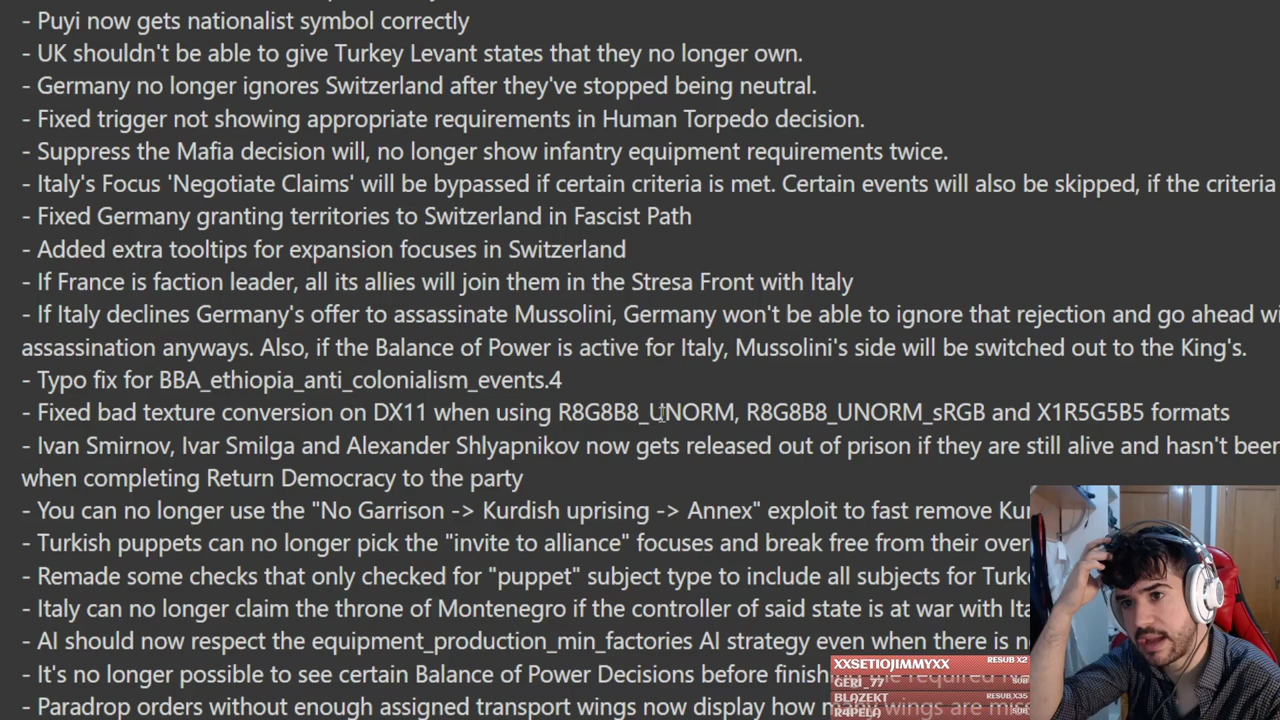 - Puyi now gets nationalist symbol correctly
- UK shouldn't be able to give Turkey Levant states that they no longer own.
- Germany no longer ignores Switzerland after they've stopped being neutral.
- Fixed trigger not showing appropriate requirements in Human Torpedo decision.
- Suppress the Mafia decision will, no longer show infantry equipment requirements twice.
- Italy's Focus 'Negotiate Claims' will be bypassed if certain criteria is met. Certain events will also be skipped, if the criteria
- Fixed Germany granting territories to Switzerland in Fascist Path
- Added extra tooltips for expansion focuses in Switzerland
- If France is faction leader, all its allies will join them in the Stresa Front with Italy
- If Italy declines Germany's offer to assassinate Mussolini, Germany won't be able to ignore that rejection and go ahead
assassination anyways. Also, if the Balance of Power is active for Italy, Mussolini's side will be switched out to the King's.
- Typo fix for BBA_ethiopia_anti_colonialism_events.4
- Fixed bad texture conversion on DX11 when using R8G8B8_UNORM, R8G8B8_UNORM_sRGB and X1R5G5B5 formats
- Ivan Smirnov, Ivar Smilga and Alexander Shlyapnikov now gets released out of prison if they are still alive and hasn't been
when completing Return Democracy to the party
- You can no longer use the "No Garrison -> Kurdish uprising -> Annex" exploit to fast remove
- Turkish puppets can no longer pick the "invite to alliance" focuses and break free from their
- Remade some checks that only checked for "puppet" subject type to include all subjects for
- Italy can no longer claim the throne of Montenegro if the controller of said state is at war with
- AI should now respect the equipment_production_min_factories AI strategy even when there is
- It's no longer possible to see certain Balance of Power Decisions before
- Paradrop orders without enough assigned transport wings now display how many wings are
XXSETIOJIMMYXX RESUB X2
GERI_77 SUB
BLAZEKT RESUB X35
R4PELA SUB